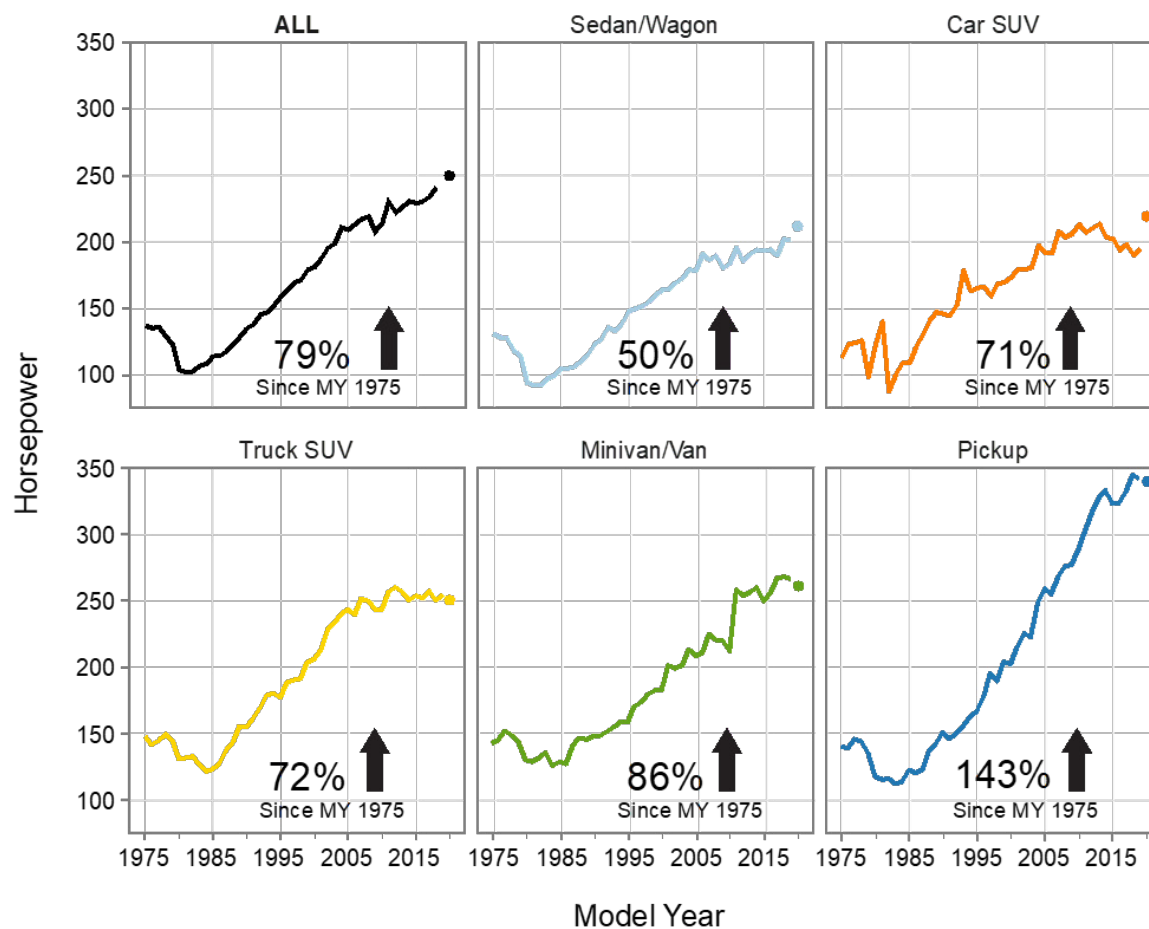 ALL
Sedan/Wagon
Car SUV
350
300
250
200
150
100
79%
Since MY 1975
50%
Since MY 1975
71%
Since MY 1975
Horsepower
Truck SUV
Minivan/Van
Pickup
350
300
250
200
150
100
72%
Since MY 1975
86%
Since MY 1975
143%
Since MY 1975
1975 1985 1995 2005 2015
1975 1985 1995 2005 2015
1975 1985 1995 2005 2015
Model Year